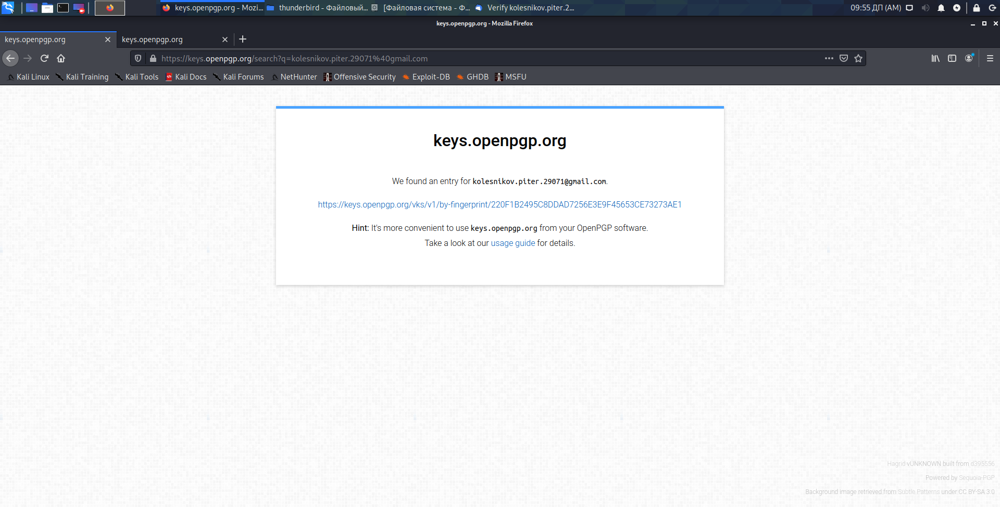 keys.openpgp.org - Mozi... thunderbird - Файловый... [Файловая система - Ф... Verify kolesnikov.piter.2... 09:55 ДП (AM)
keys.openpgp.org - Mozilla Firefox
keys.openpgp.org keys.openpgp.org
https://keys.openpgp.org/search?q=kolesnikov.piter.29071%40gmail.com
Kali Linux Kali Training Kali Tools Kali Docs Kali Forums NetHunter Offensive Security Exploit-DB GHDB MSFU
keys.openpgp.org
We found an entry for kolesnikov.piter.29071@gmail.com.
https://keys.openpgp.org/vks/v1/by-fingerprint/220F1B2495C8DDAD7256E3E9F45653CE73273AE1
Hint: It's more convenient to use keys.openpgp.org from your OpenPGP software.
Take a look at our usage guide for details.
Hagrid vUNKNOWN built from d395556
Powered by Sequoia-PGP
Background image retrieved from Subtle Patterns under CC BY-SA 3.0